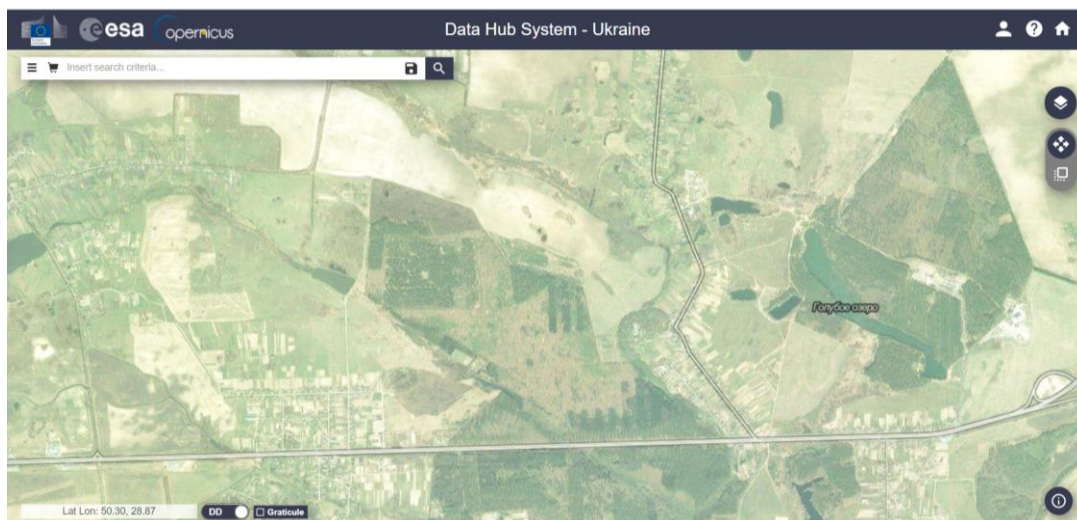 esa
opernicus
Data Hub System - Ukraine
Insert search criteria...
Голубое озеро
Lat Lon: 50.30, 28.87
DD
Graticule